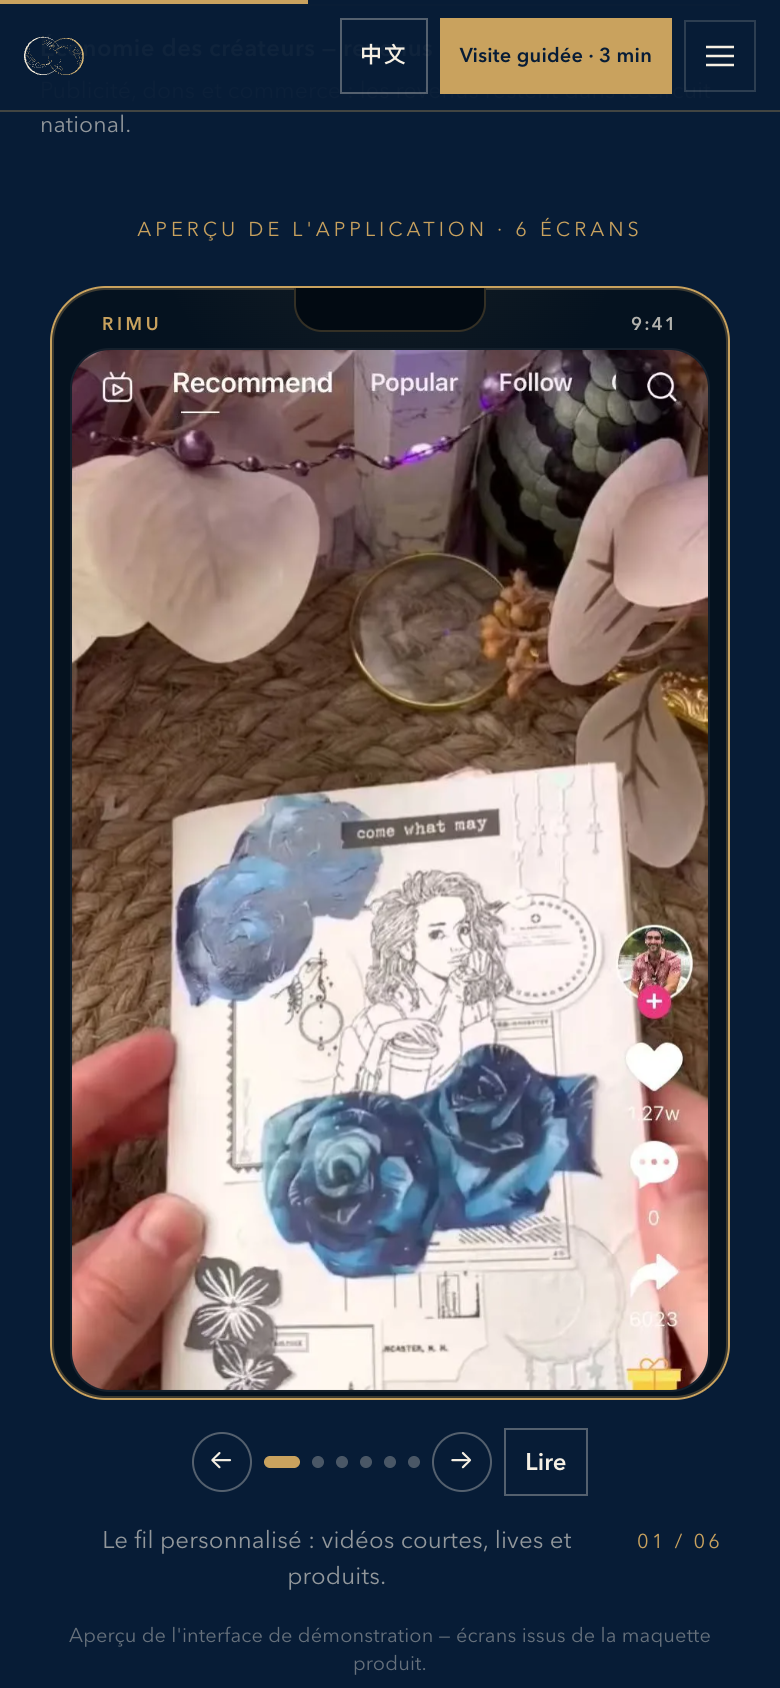 中文
Visite guidée · 3 min
national.
APERÇU DE L'APPLICATION · 6 ÉCRANS
RIMU
9:41
Recommend
Popular
Follow
come what may
1.27w
0
6023
NCASTER, N. H.
Lire
Le fil personnalisé : vidéos courtes, lives et
produits.
01 / 06
Aperçu de l'interface de démonstration — écrans issus de la maquette
produit.